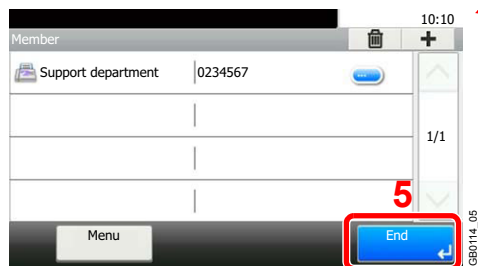 10:10
Member
Support department 0234567
1/1
5
Menu End
GB0114_05